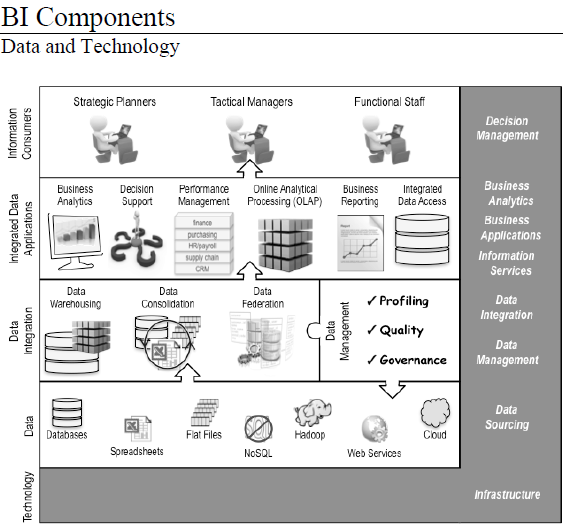 BI Components
Data and Technology
Information
Consumers
Strategic Planners
Tactical Managers
Functional Staff
Decision
Management
Integrated Data
Applications
Business
Analytics
Decision
Support
Performance
Management
finance
purchasing
HR/payroll
supply chain
CRM
Online Analytical
Processing (OLAP)
Business
Reporting
Report
Integrated
Data Access
Business
Analytics
Business
Applications
Information
Services
Data
Integration
Data
Warehousing
Data
Consolidation
Data
Federation
Data
Management
✓ Profiling
✓ Quality
✓ Governance
Data
Integration
Data
Management
Data
Databases
Spreadsheets
Flat Files
SQL
NoSQL
Hadoop
Web Services
Cloud
Data
Sourcing
Technology
Infrastructure